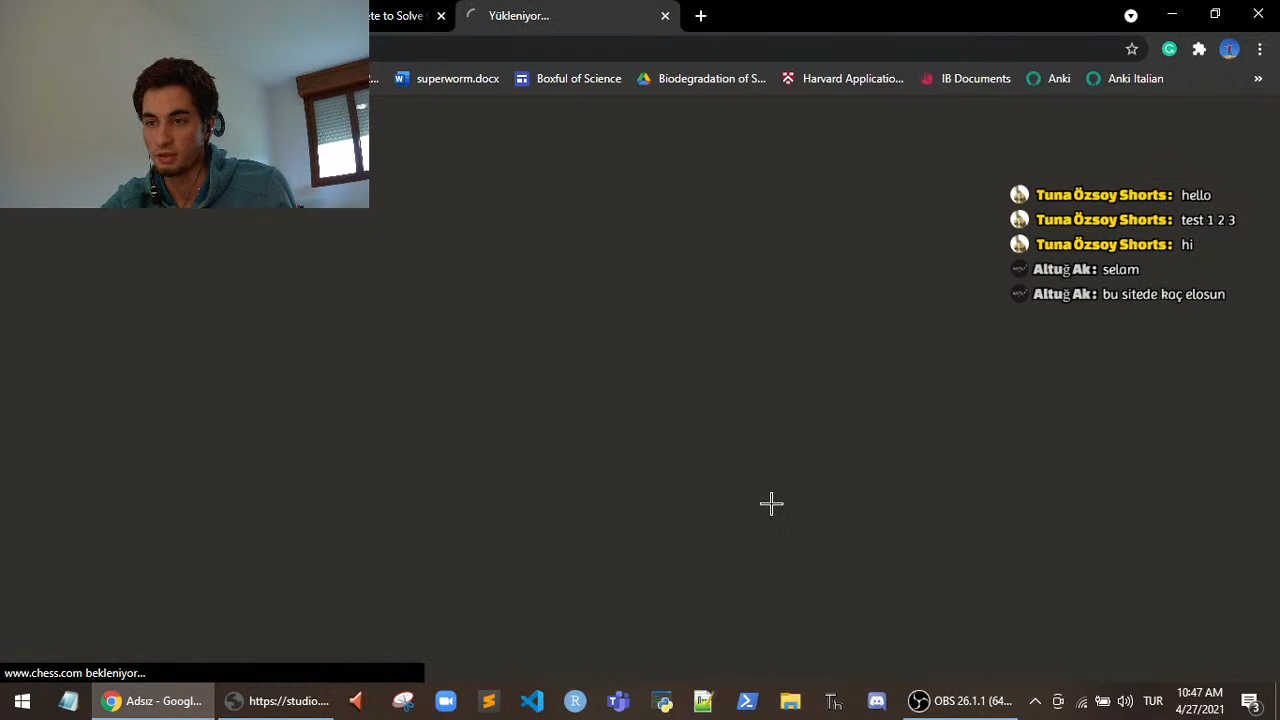 ete to Solve
Yükleniyor...
superworm.docx
Boxful of Science
Biodegradation of S...
Harvard Applicatio...
IB Documents
Anki
Anki Italian
Tuna Özsoy Shorts: hello
Tuna Özsoy Shorts: test 1 2 3
Tuna Özsoy Shorts: hi
Altuğ Ak: selam
Altuğ Ak: bu sitede kaç elosun
www.chess.com bekleniyor...
Adsız - Googl...
https://studio....
OBS 26.1.1 (64...
TUR
10:47 AM
4/27/2021
3